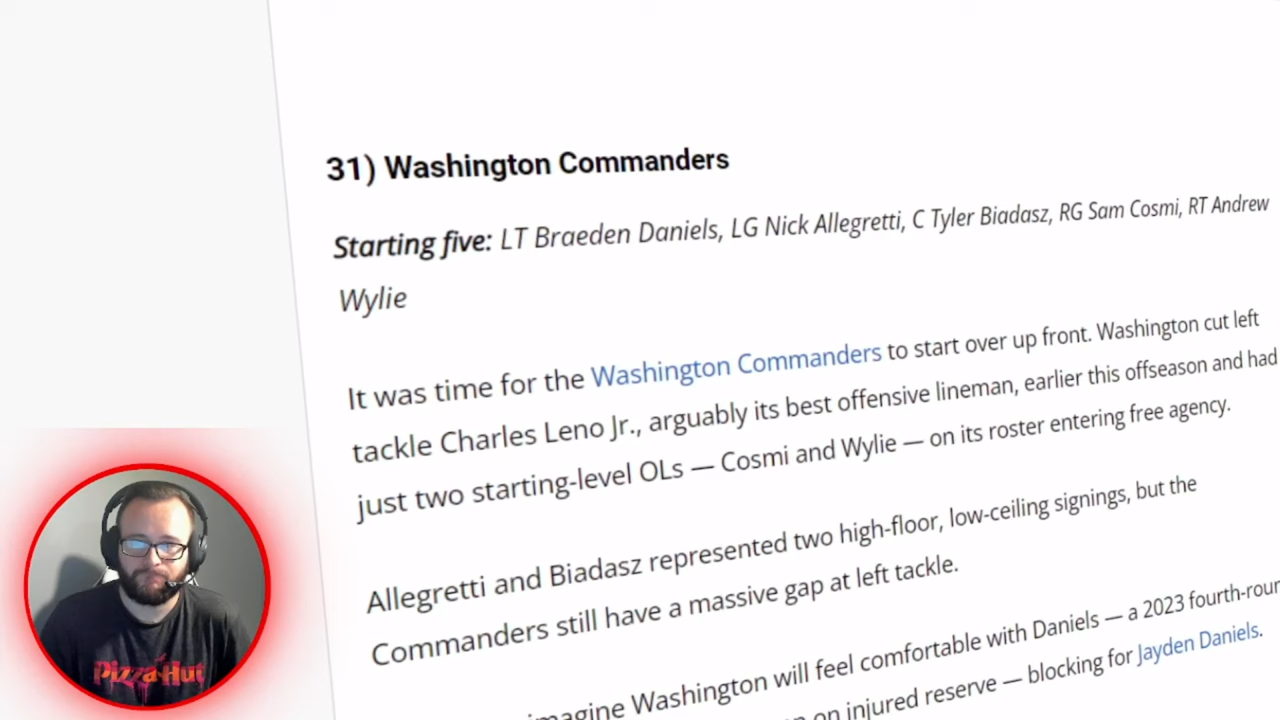 31) Washington Commanders
Starting five: LT Braeden Daniels, LG Nick Allegretti, C Tyler Biadasz, RG Sam Cosmi, RT Andrew
Wylie
It was time for the Washington Commanders to start over up front. Washington cut left
tackle Charles Leno Jr., arguably its best offensive lineman, earlier this offseason and had
just two starting-level OLs — Cosmi and Wylie — on its roster entering free agency.
Allegretti and Biadasz represented two high-floor, low-ceiling signings, but the
Commanders still have a massive gap at left tackle.
imagine Washington will feel comfortable with Daniels — a 2023 fourth-roun
on injured reserve — blocking for Jayden Daniels.
Pizza Hut